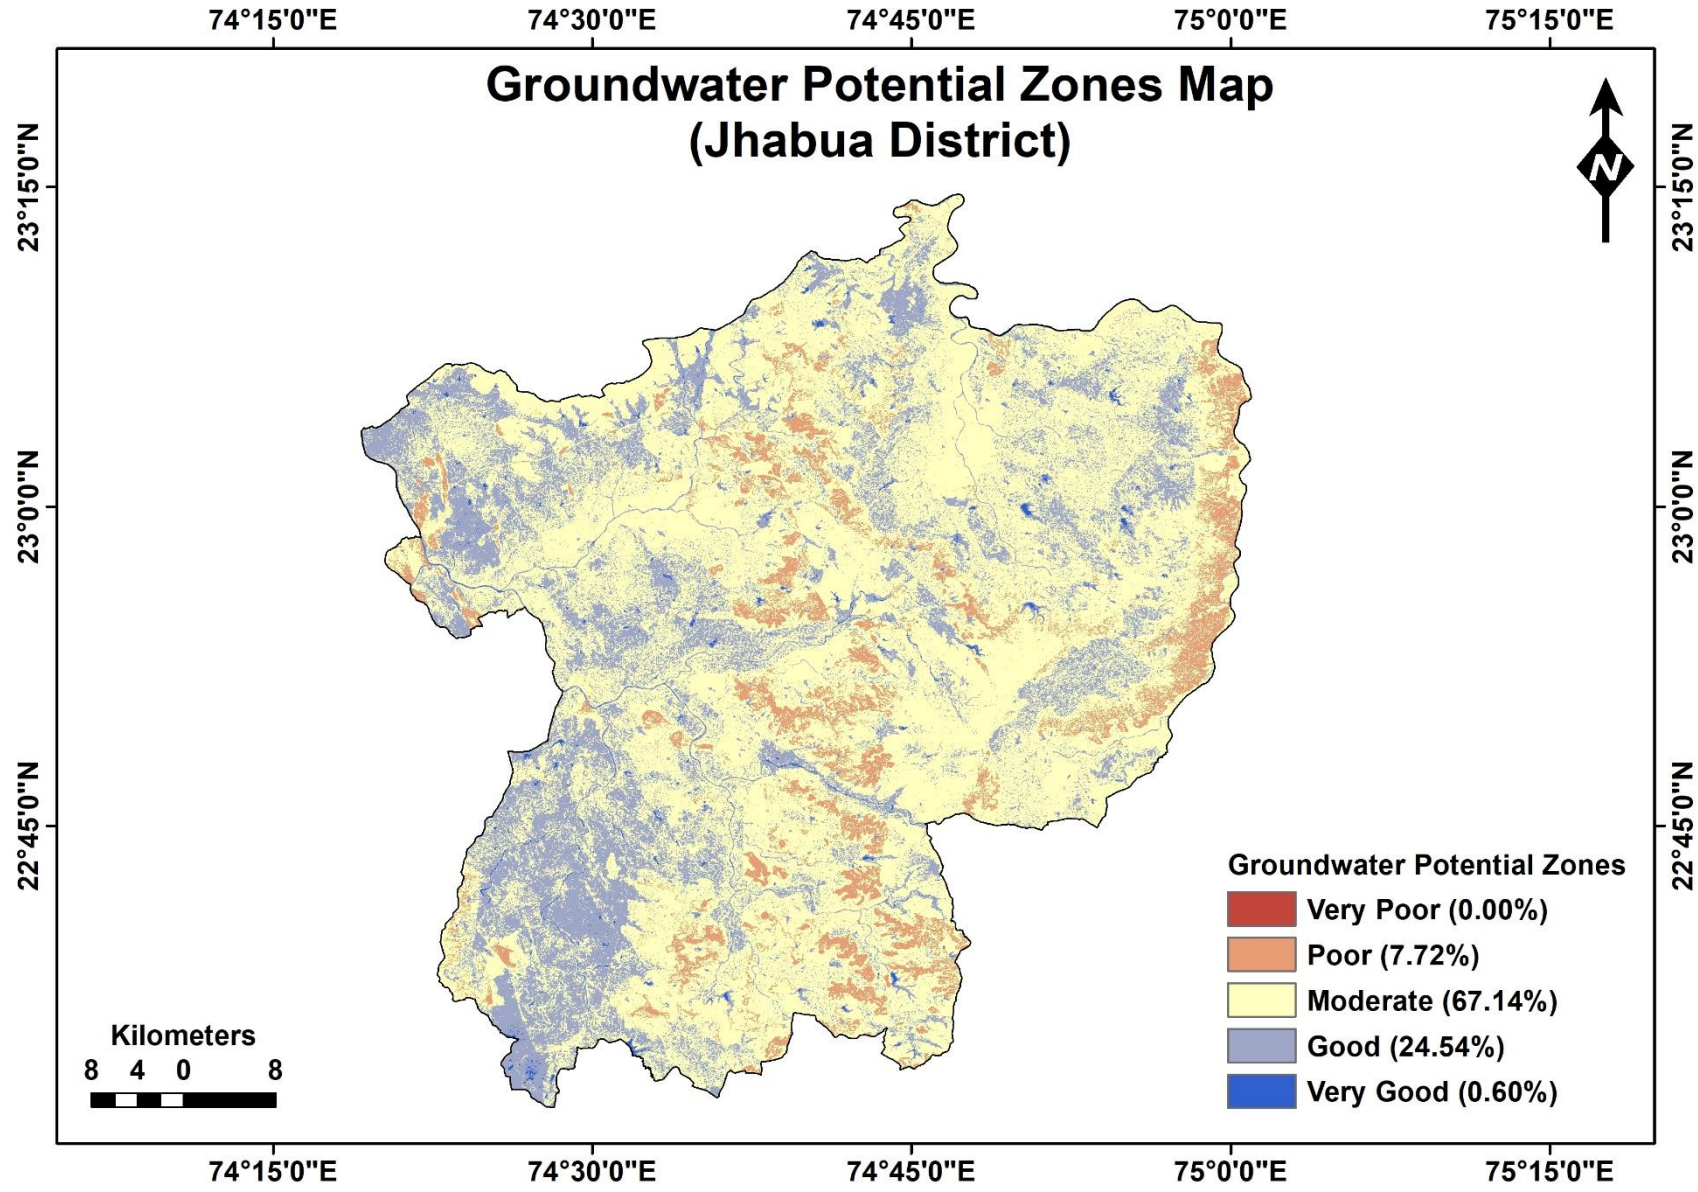 74°15'0"E 74°30'0"E 74°45'0"E 75°0'0"E 75°15'0"E
Groundwater Potential Zones Map
(Jhabua District)
N
23°15'0"N
23°15'0"N
23°0'0"N
23°0'0"N
22°45'0"N
22°45'0"N
Groundwater Potential Zones
Very Poor (0.00%)
Poor (7.72%)
Moderate (67.14%)
Good (24.54%)
Very Good (0.60%)
Kilometers
8 4 0 8
74°15'0"E 74°30'0"E 74°45'0"E 75°0'0"E 75°15'0"E